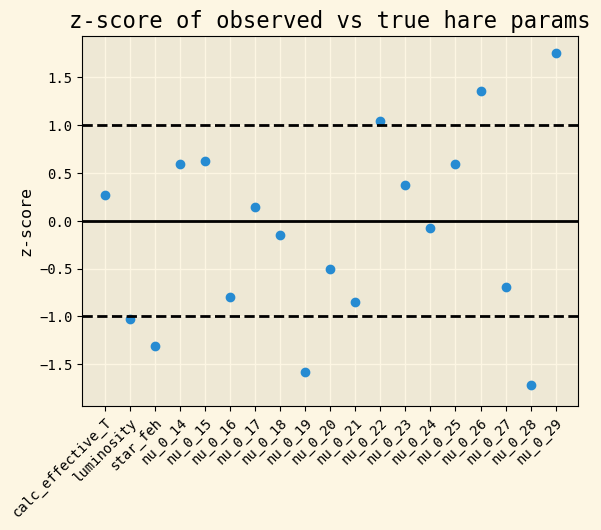 z-score of observed vs true hare params
z-score
1.5
1.0
0.5
0.0
−0.5
−1.0
−1.5
calc_effective_T
luminosity
star_feh
nu_0_14
nu_0_15
nu_0_16
nu_0_17
nu_0_18
nu_0_19
nu_0_20
nu_0_21
nu_0_22
nu_0_23
nu_0_24
nu_0_25
nu_0_26
nu_0_27
nu_0_28
nu_0_29